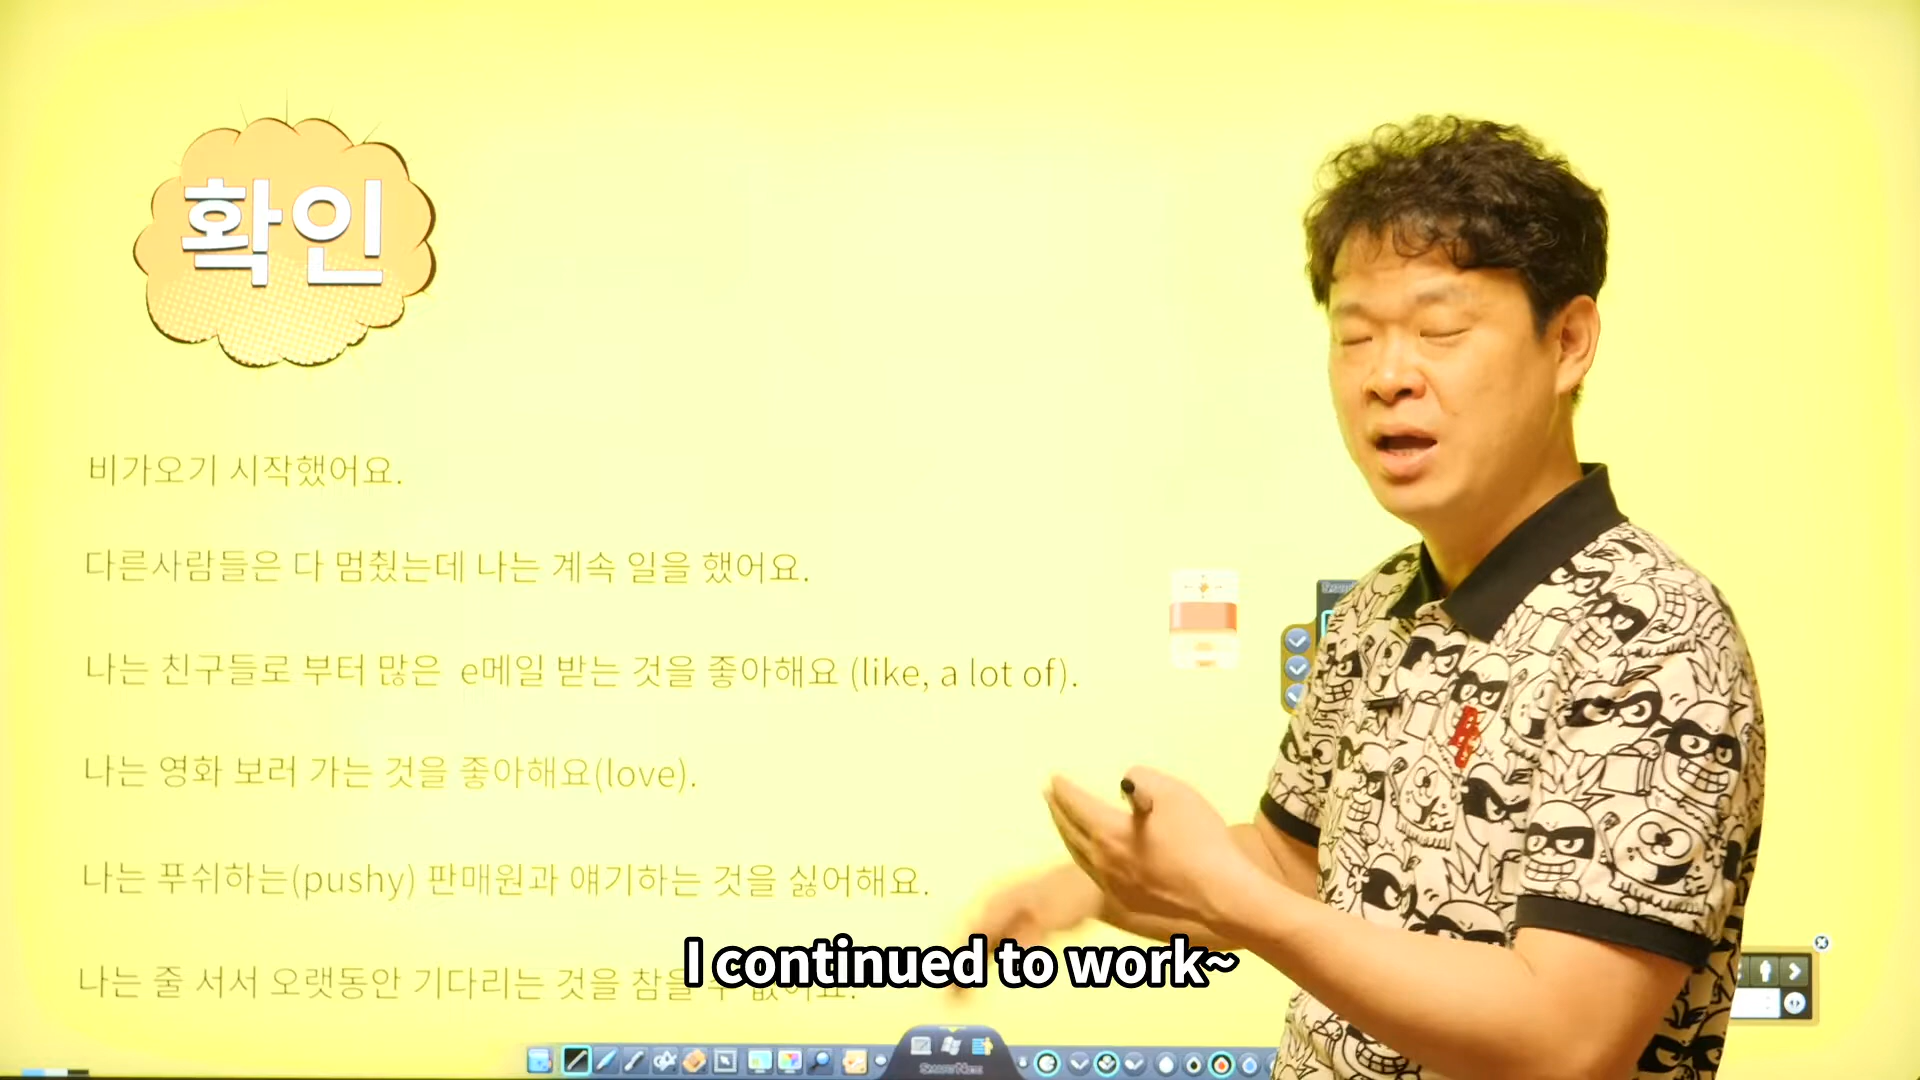 확인
비가오기 시작했어요.
다른사람들은 다 멈췄는데 나는 계속 일을 했어요.
나는 친구들로 부터 많은 e메일 받는 것을 좋아해요 (like, a lot of).
나는 영화 보러 가는 것을 좋아해요(love).
나는 푸쉬하는(pushy) 판매원과 얘기하는 것을 싫어해요.
나는 줄 서서 오랫동안 기다리는 것을 참을 수 없어요.
I continued to work~